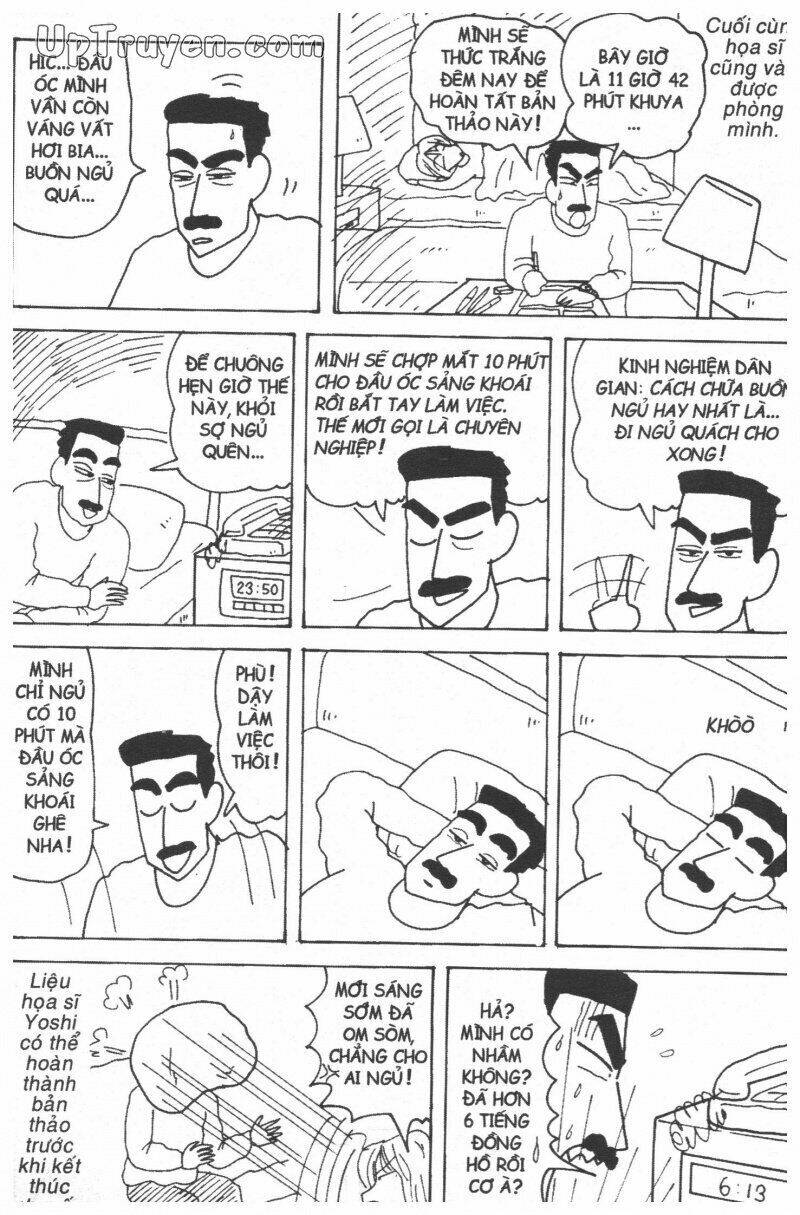 UpTruyen.com
Cuối cùn
họa sĩ
cũng và
được
phòng
mình.
BÂY GIỜ
LÀ 11 GIỜ 42
PHÚT KHUYA
...
MÌNH SẼ
THỨC TRẮNG
ĐÊM NAY ĐỂ
HOÀN TẤT BẢN
THẢO NÀY!
HIC... ĐẦU
ÓC MÌNH
VẪN CÒN
VÁNG VẤT
HƠI BIA...
BUỒN NGỦ
QUÁ...
KINH NGHIỆM DÂN
GIAN: CÁCH CHỮA BUỒN
NGỦ HAY NHẤT LÀ...
ĐI NGỦ QUÁCH CHO
XONG!
MÌNH SẼ CHỢP MẮT 10 PHÚT
CHO ĐẦU ÓC SẢNG KHOÁI
RỒI BẮT TAY LÀM VIỆC.
THẾ MỚI GỌI LÀ CHUYÊN
NGHIỆP!
ĐỂ CHUÔNG
HẸN GIỜ THẾ
NÀY, KHỎI
SỢ NGỦ
QUÊN...
23:50
KHÒÒ
PHÙ!
DẬY
LÀM
VIỆC
THÔI!
MÌNH
CHỈ NGỦ
CÓ 10
PHÚT MÀ
ĐẦU ÓC
SẢNG
KHOÁI
GHÊ
NHA!
HẢ?
MÌNH CÓ
NHẦM
KHÔNG?
ĐÃ HƠN
6 TIẾNG
ĐỒNG
HỒ RỒI
CƠ À?
6:13
MỚI SÁNG
SỚM ĐÃ
OM SÒM,
CHẲNG CHO
AI NGỦ!
Liệu
họa sĩ
Yoshi
có thể
hoàn
thành
bản
thảo
trước
khi kết
thúc